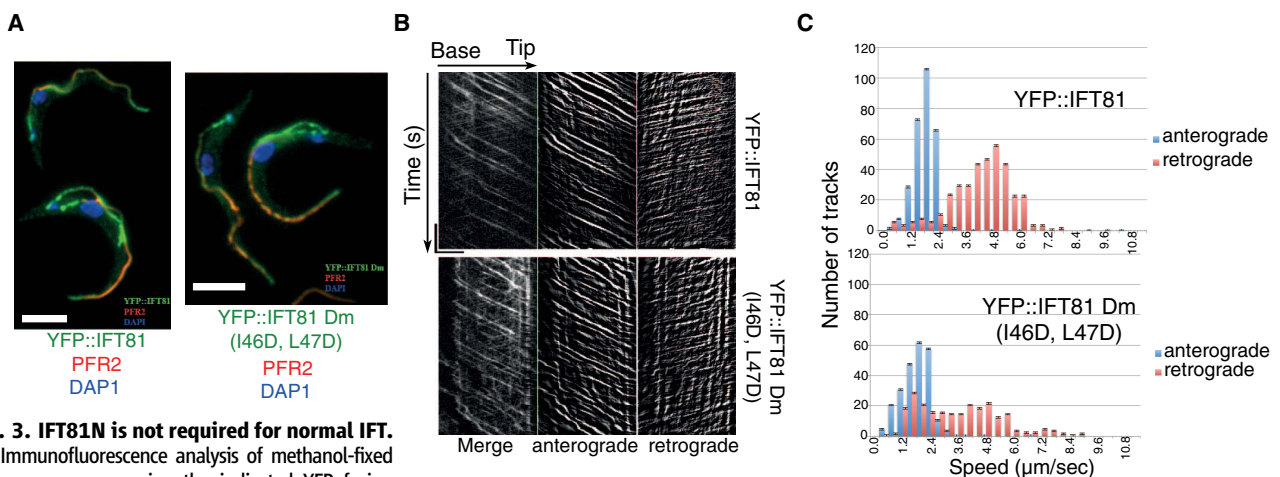 A
YFP::IFT81
PFR2
DAPI
YFP::IFT81 Dm
PFR2
DAPI
YFP::IFT81
PFR2
DAP1
YFP::IFT81 Dm
(I46D, L47D)
PFR2
DAP1
. 3. IFT81N is not required for normal IFT.
Immunofluorescence analysis of methanol-fixed
B
Base Tip
Time (s)
YFP::IFT81
YFP::IFT81 Dm
(I46D, L47D)
Merge anterograde retrograde
C
Number of tracks
120
100
80
60
40
20
0
YFP::IFT81
anterograde
retrograde
0.0 1.2 2.4 3.6 4.8 6.0 7.2 8.4 9.6 10.8
120
100
80
60
40
20
0
YFP::IFT81 Dm
(I46D, L47D)
anterograde
retrograde
0.0 1.2 2.4 3.6 4.8 6.0 7.2 8.4 9.6 10.8
Speed (μm/sec)